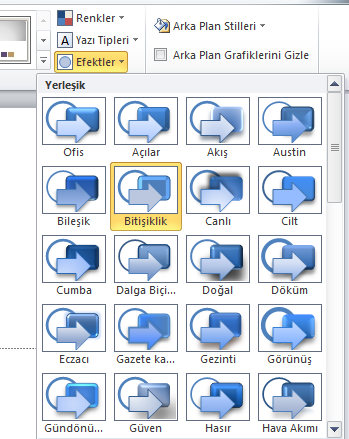 Renkler
Arka Plan Stilleri
A Yazı Tipleri
Efektler
Arka Plan Grafiklerini Gizle
Yerleşik
Ofis Açılar Akış Austin
Bileşik Bitişiklik Canlı Cilt
Cumba Dalga Biçi... Doğal Döküm
Eczacı Gazete ka... Gezinti Görünüş
Gündönü... Güven Hasır Hava Akımı